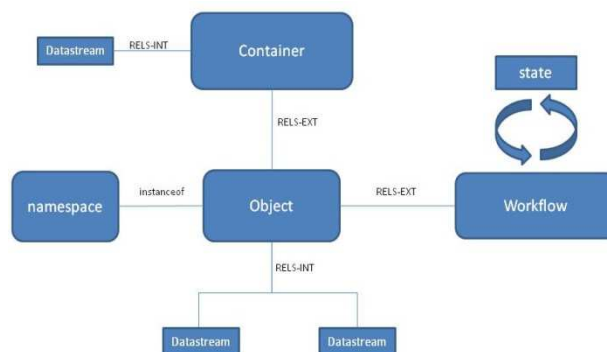 Datastream
RELS-INT
Container
state
RELS-EXT
namespace
instanceof
Object
RELS-EXT
Workflow
RELS-INT
Datastream
Datastream